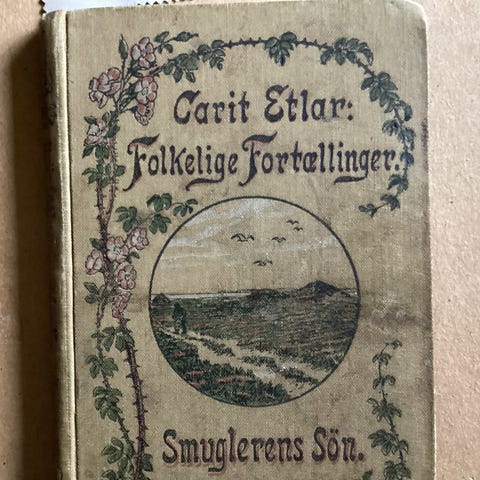 Carit Etlar:
Folkelige Fortællinger.
Smuglerens Sön.